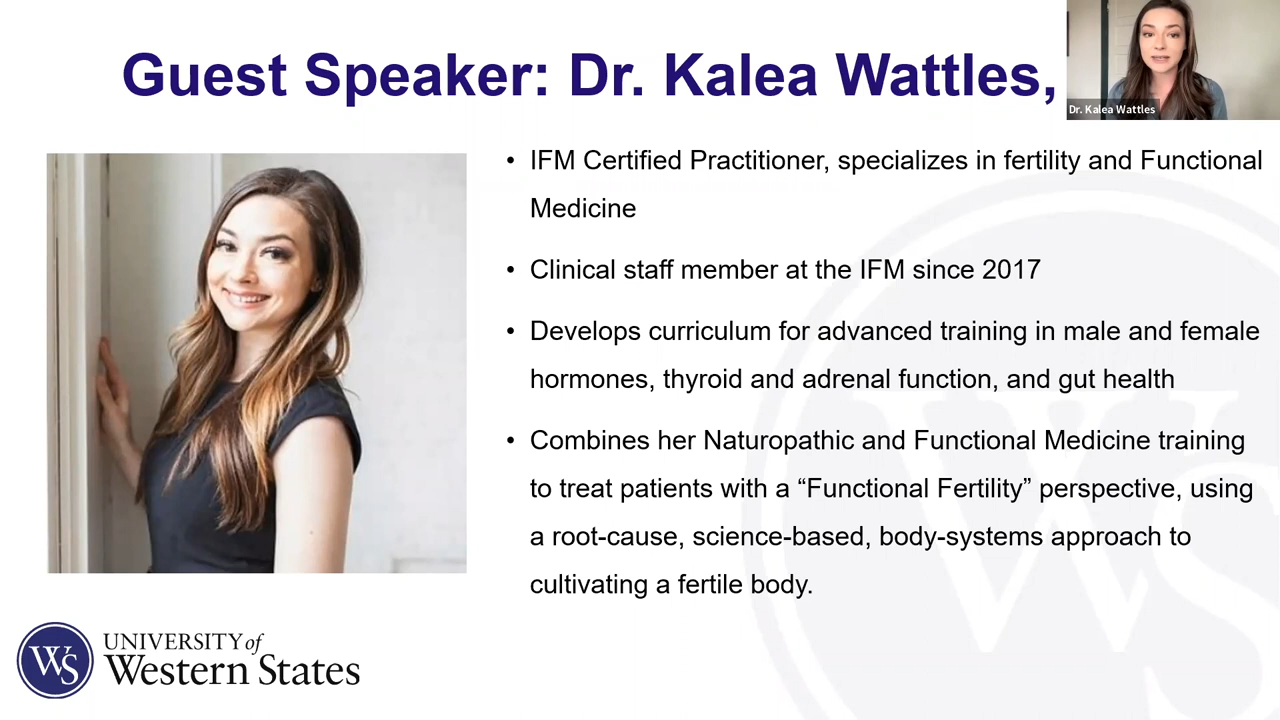 Guest Speaker: Dr. Kalea Wattles,
Dr. Kalea Wattles
• IFM Certified Practitioner, specializes in fertility and Functional
Medicine
• Clinical staff member at the IFM since 2017
• Develops curriculum for advanced training in male and female
hormones, thyroid and adrenal function, and gut health
• Combines her Naturopathic and Functional Medicine training
to treat patients with a “Functional Fertility” perspective, using
a root-cause, science-based, body-systems approach to
cultivating a fertile body.
WS
UNIVERSITY of
Western States
WS